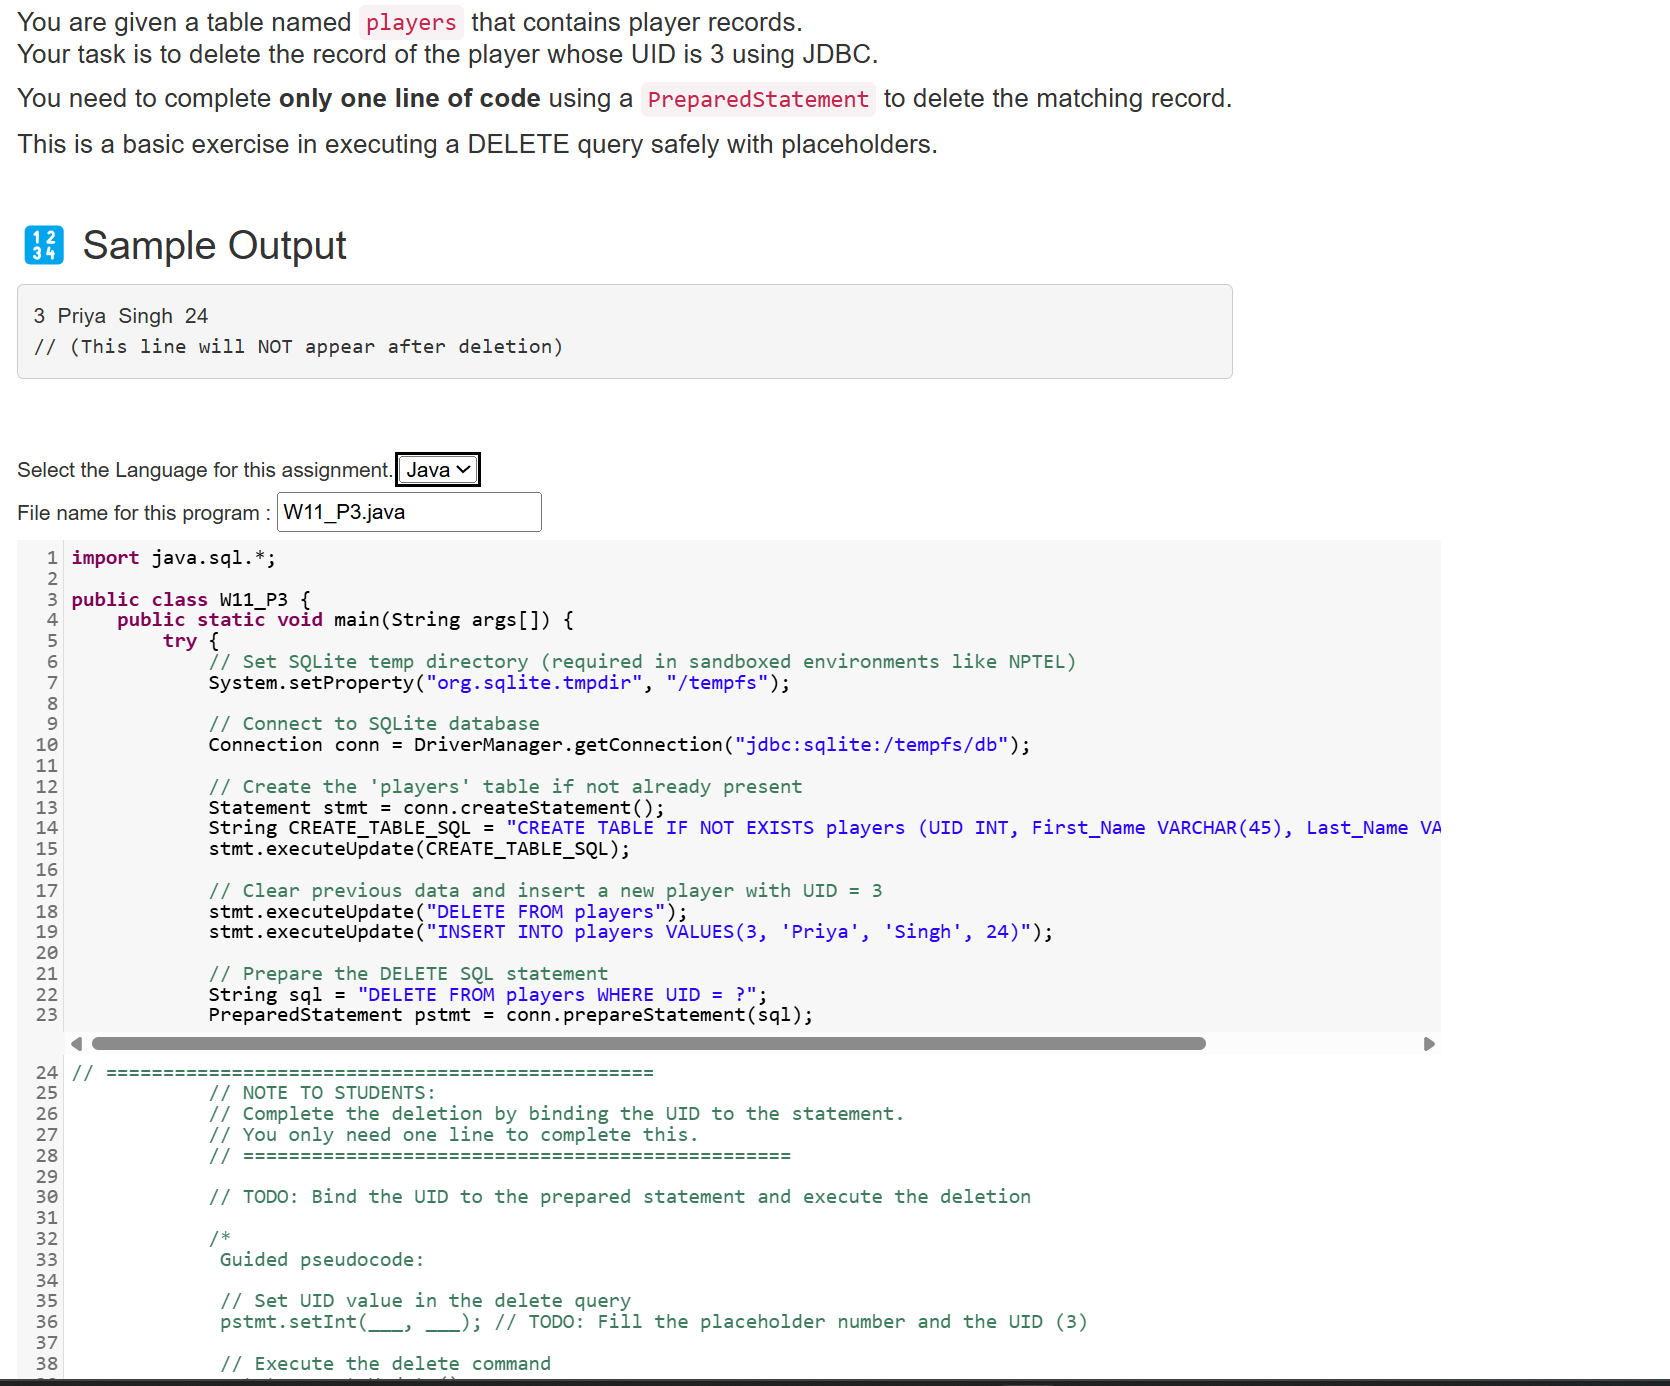 You are given a table named players that contains player records.
Your task is to delete the record of the player whose UID is 3 using JDBC.
You need to complete only one line of code using a PreparedStatement to delete the matching record.
This is a basic exercise in executing a DELETE query safely with placeholders.
1 2 3 4 Sample Output
3 Priya Singh 24
// (This line will NOT appear after deletion)
Select the Language for this assignment. Java
File name for this program : W11_P3.java
1 import java.sql.*;
2
3 public class W11_P3 {
4     public static void main(String args[]) {
5         try {
6             // Set SQLite temp directory (required in sandboxed environments like NPTEL)
7             System.setProperty("org.sqlite.tmpdir", "/tempfs");
8
9             // Connect to SQLite database
10             Connection conn = DriverManager.getConnection("jdbc:sqlite:/tempfs/db");
11
12             // Create the 'players' table if not already present
13             Statement stmt = conn.createStatement();
14             String CREATE_TABLE_SQL = "CREATE TABLE IF NOT EXISTS players (UID INT, First_Name VARCHAR(45), Last_Name VA
15             stmt.executeUpdate(CREATE_TABLE_SQL);
16
17             // Clear previous data and insert a new player with UID = 3
18             stmt.executeUpdate("DELETE FROM players");
19             stmt.executeUpdate("INSERT INTO players VALUES(3, 'Priya', 'Singh', 24)");
20
21             // Prepare the DELETE SQL statement
22             String sql = "DELETE FROM players WHERE UID = ?";
23             PreparedStatement pstmt = conn.prepareStatement(sql);
24 // ================================================
25             // NOTE TO STUDENTS:
26             // Complete the deletion by binding the UID to the statement.
27             // You only need one line to complete this.
28             // ================================================
29
30             // TODO: Bind the UID to the prepared statement and execute the deletion
31
32             /*
33              Guided pseudocode:
34
35              // Set UID value in the delete query
36              pstmt.setInt(___, ___); // TODO: Fill the placeholder number and the UID (3)
37
38              // Execute the delete command